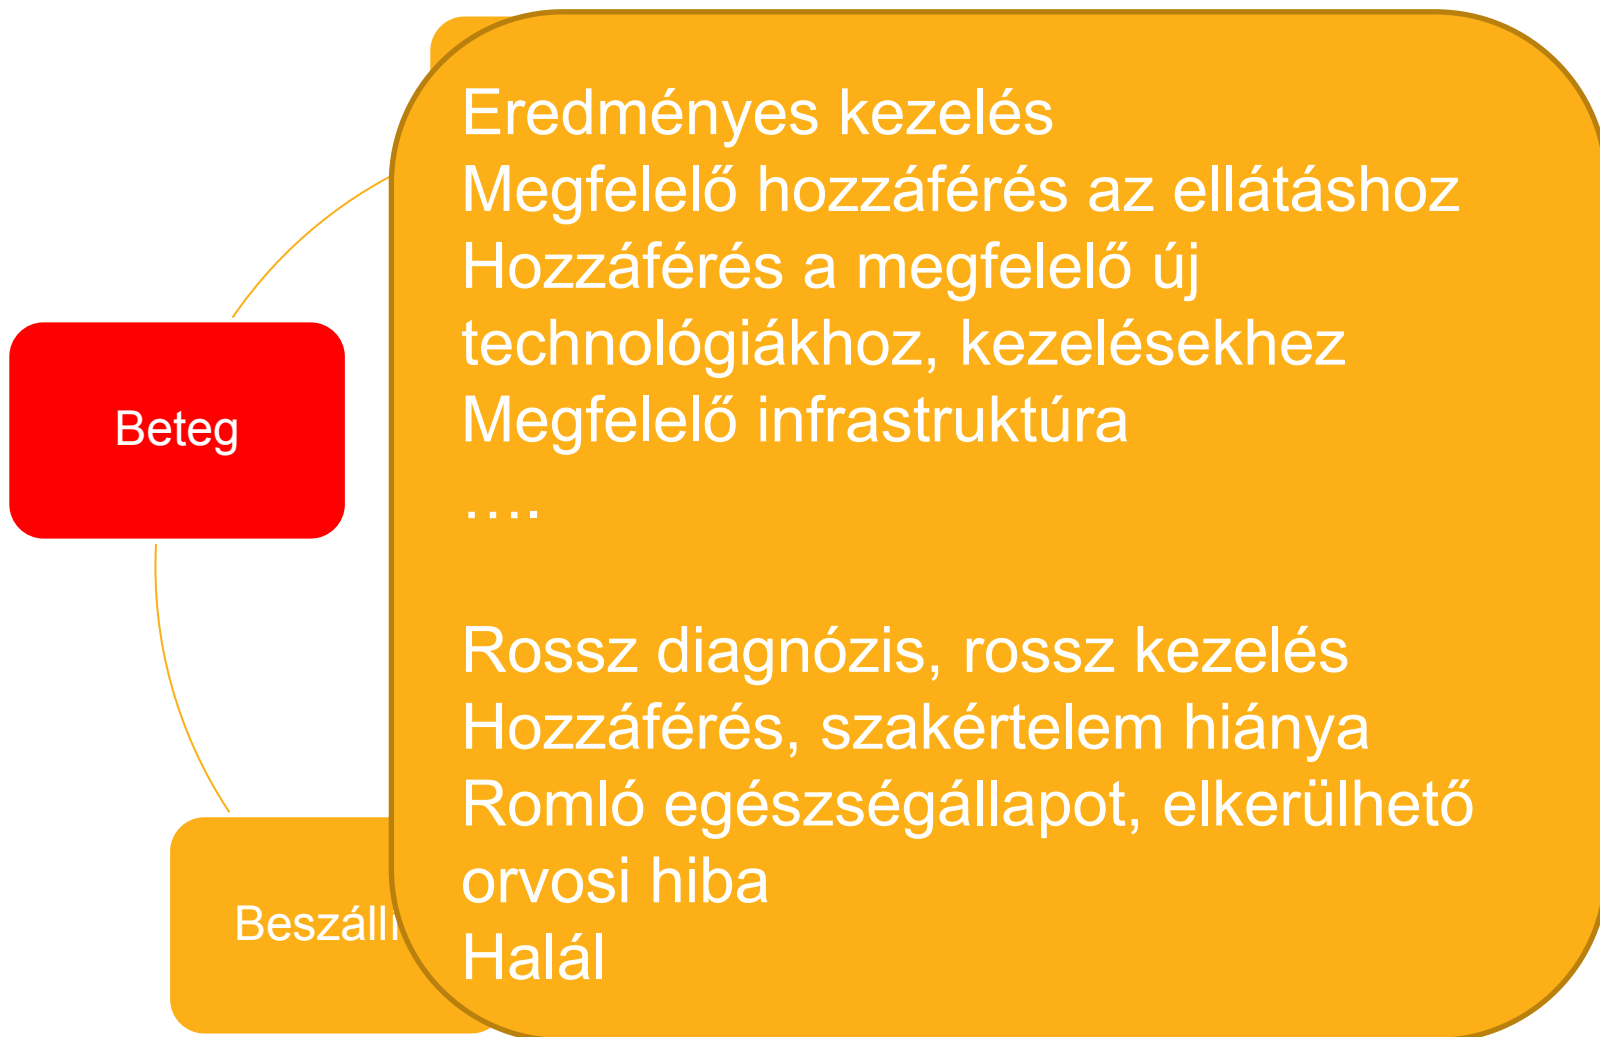 Eredményes kezelés
Megfelelő hozzáférés az ellátáshoz
Hozzáférés a megfelelő új
technológiákhoz, kezelésekhez
Megfelelő infrastruktúra
….
Rossz diagnózis, rossz kezelés
Hozzáférés, szakértelem hiánya
Romló egészségállapot, elkerülhető
orvosi hiba
Halál
Beteg